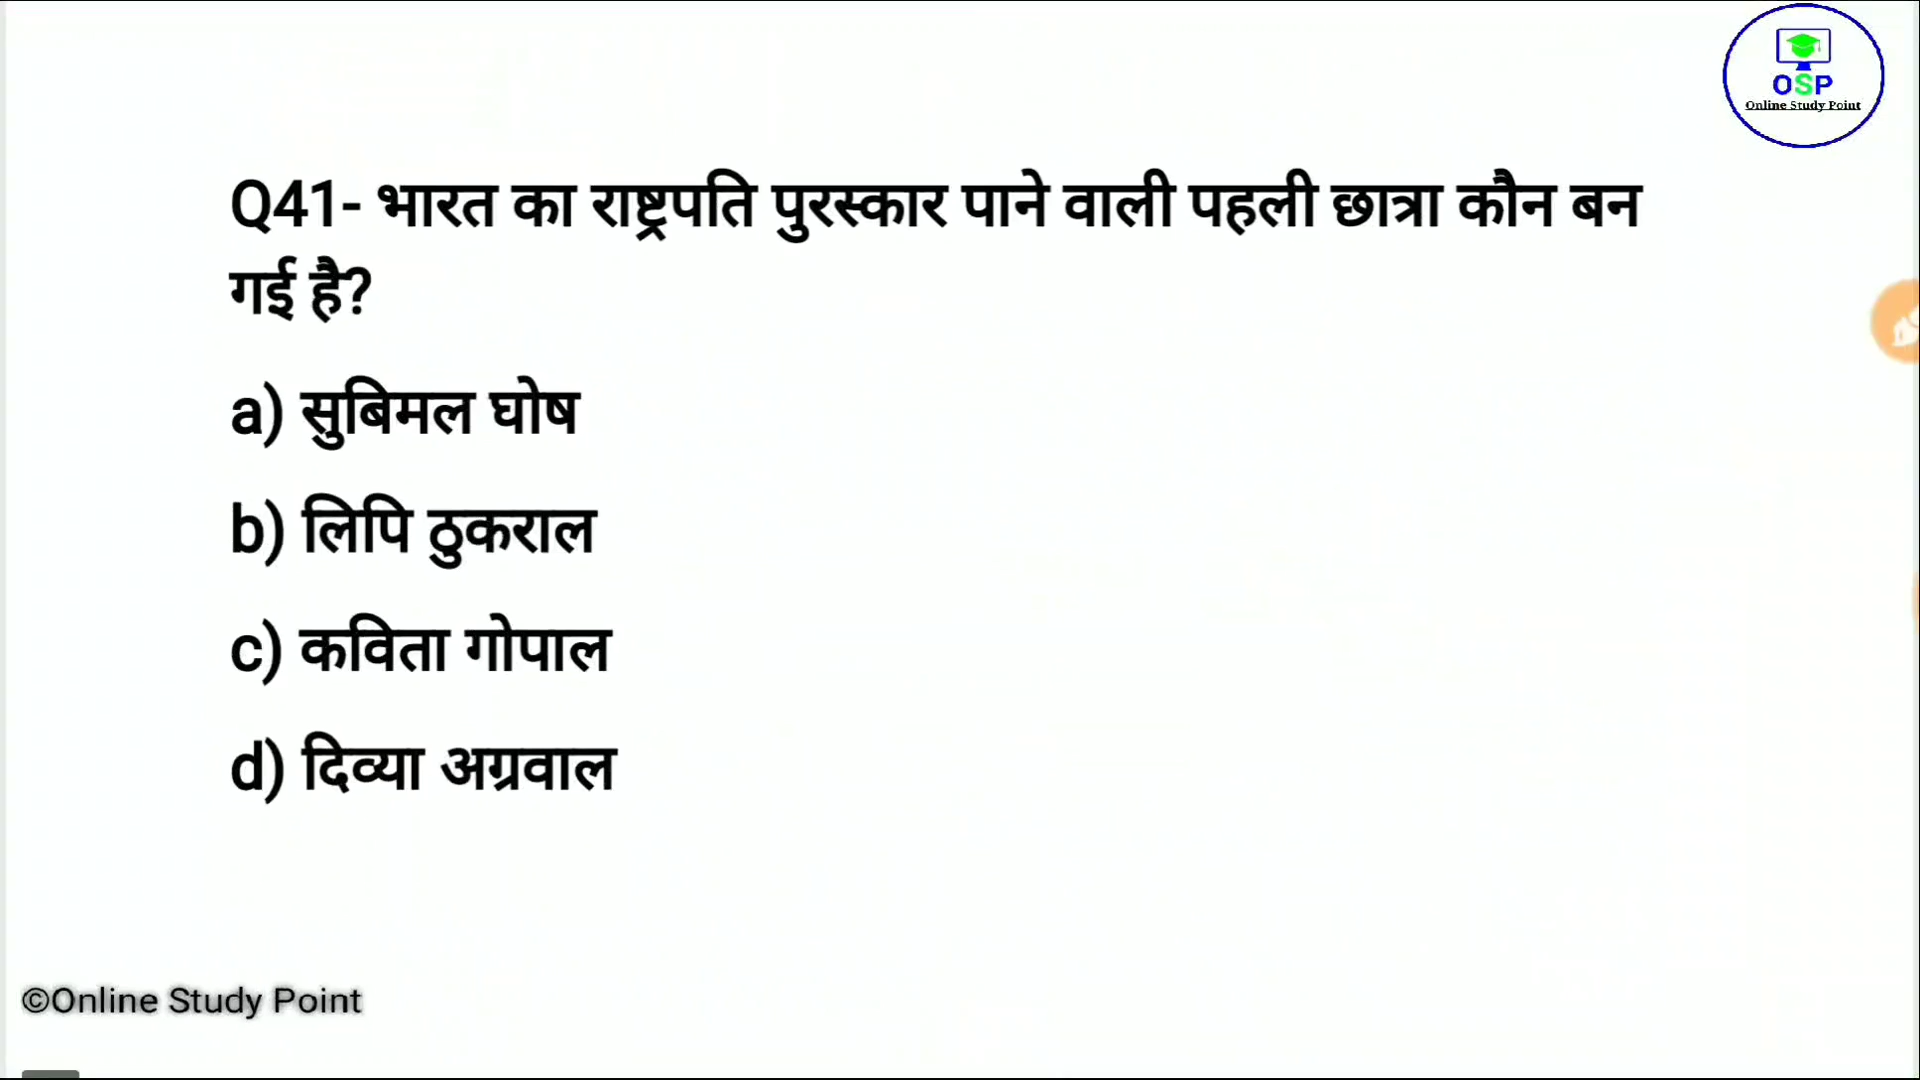 OSP
Online Study Point
Q41- भारत का राष्ट्रपति पुरस्कार पाने वाली पहली छात्रा कौन बन
गई है?
a) सुबिमल घोष
b) लिपि ठुकराल
c) कविता गोपाल
d) दिव्या अग्रवाल
©Online Study Point